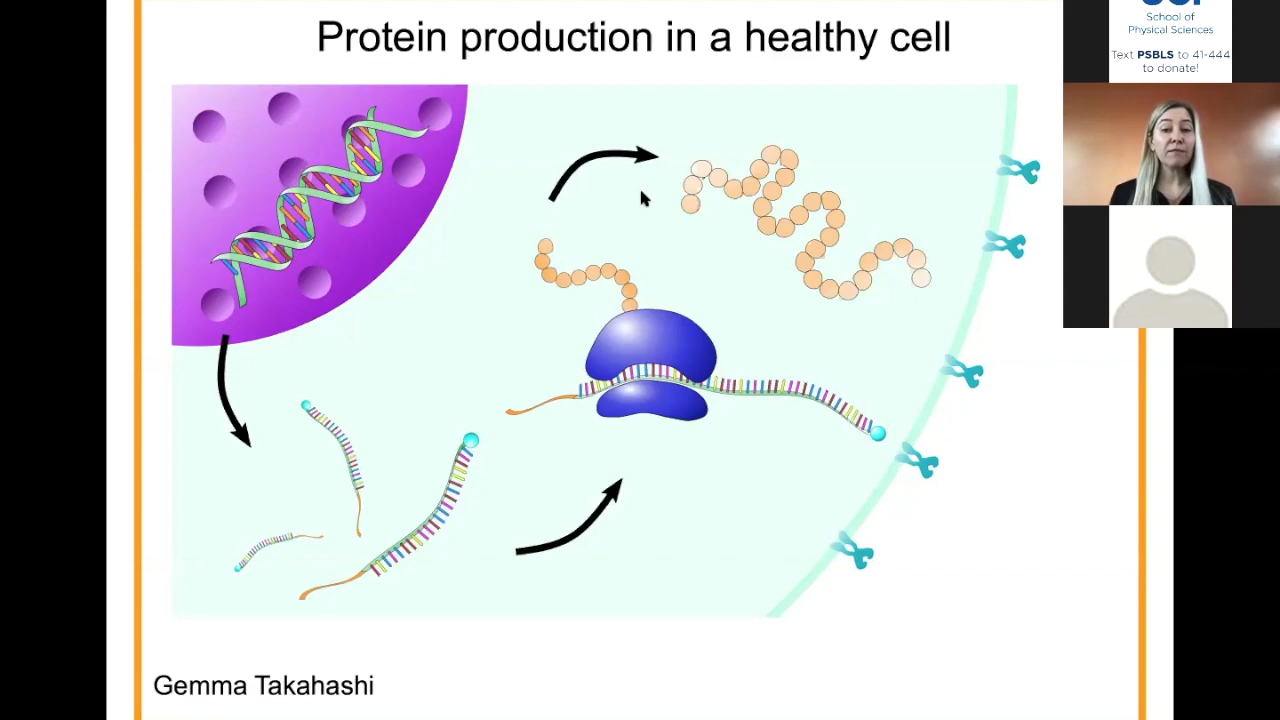 Protein production in a healthy cell
School of
Physical Sciences
Text PSBLS to 41-444
to donate!
Gemma Takahashi